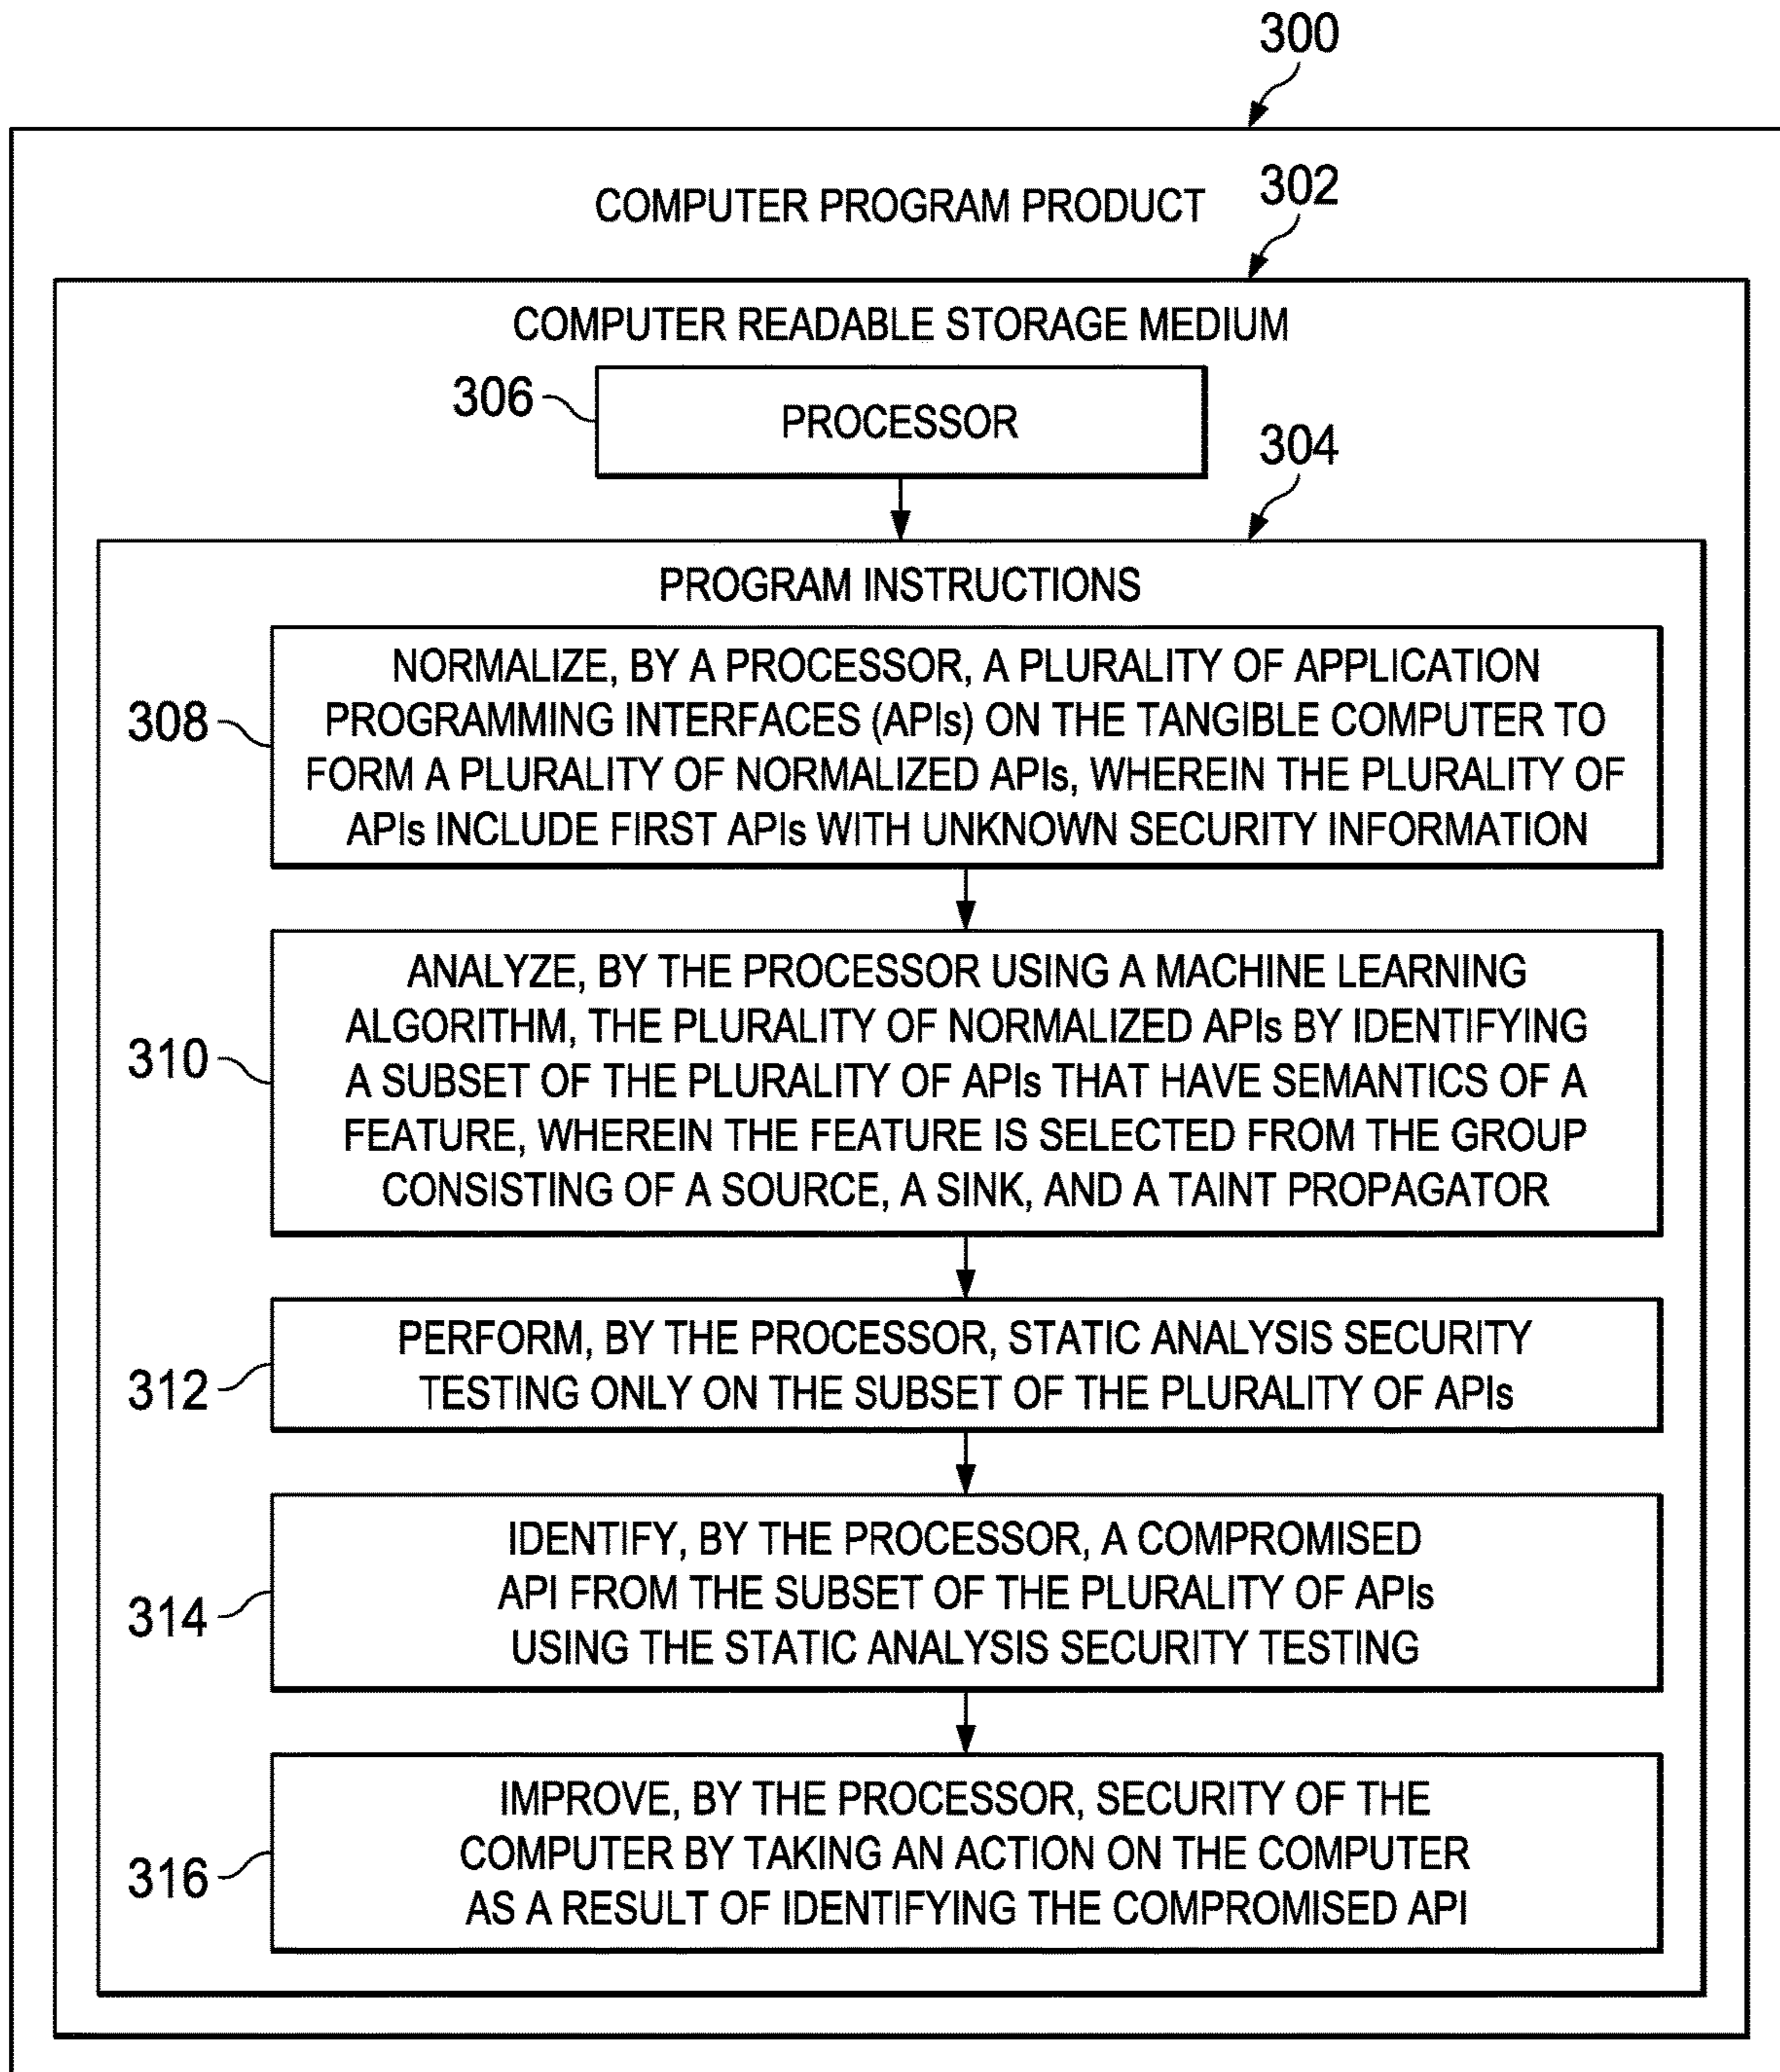 300
302
COMPUTER PROGRAM PRODUCT
COMPUTER READABLE STORAGE MEDIUM
306
PROCESSOR
304
PROGRAM INSTRUCTIONS
308
NORMALIZE, BY A PROCESSOR, A PLURALITY OF APPLICATION
PROGRAMMING INTERFACES (APIs) ON THE TANGIBLE COMPUTER TO
FORM A PLURALITY OF NORMALIZED APIs, WHEREIN THE PLURALITY OF
APIs INCLUDE FIRST APIs WITH UNKNOWN SECURITY INFORMATION
310
ANALYZE, BY THE PROCESSOR USING A MACHINE LEARNING
ALGORITHM, THE PLURALITY OF NORMALIZED APIs BY IDENTIFYING
A SUBSET OF THE PLURALITY OF APIs THAT HAVE SEMANTICS OF A
FEATURE, WHEREIN THE FEATURE IS SELECTED FROM THE GROUP
CONSISTING OF A SOURCE, A SINK, AND A TAINT PROPAGATOR
312
PERFORM, BY THE PROCESSOR, STATIC ANALYSIS SECURITY
TESTING ONLY ON THE SUBSET OF THE PLURALITY OF APIs
314
IDENTIFY, BY THE PROCESSOR, A COMPROMISED
API FROM THE SUBSET OF THE PLURALITY OF APIs
USING THE STATIC ANALYSIS SECURITY TESTING
316
IMPROVE, BY THE PROCESSOR, SECURITY OF THE
COMPUTER BY TAKING AN ACTION ON THE COMPUTER
AS A RESULT OF IDENTIFYING THE COMPROMISED API